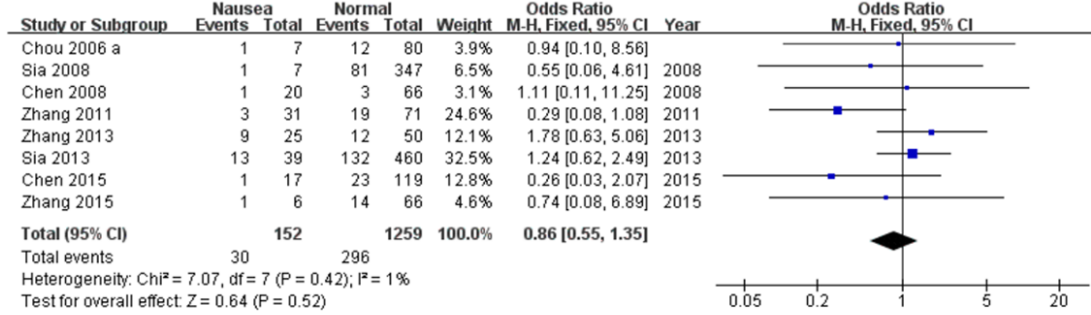 Nausea Normal Odds Ratio Odds Ratio
Study or Subgroup Events Total Events Total Weight M-H, Fixed, 95% CI Year M-H, Fixed, 95% CI
Chou 2006 a 1 7 12 80 3.9% 0.94 [0.10, 8.56]
Sia 2008 1 7 81 347 6.5% 0.55 [0.06, 4.61] 2008
Chen 2008 1 20 3 66 3.1% 1.11 [0.11, 11.25] 2008
Zhang 2011 3 31 19 71 24.6% 0.29 [0.08, 1.08] 2011
Zhang 2013 9 25 12 50 12.1% 1.78 [0.63, 5.06] 2013
Sia 2013 13 39 132 460 32.5% 1.24 [0.62, 2.49] 2013
Chen 2015 1 17 23 119 12.8% 0.26 [0.03, 2.07] 2015
Zhang 2015 1 6 14 66 4.6% 0.74 [0.08, 6.89] 2015
Total (95% CI) 152 1259 100.0% 0.86 [0.55, 1.35]
Total events 30 296
Heterogeneity: Chi² = 7.07, df = 7 (P = 0.42); I² = 1%
Test for overall effect: Z = 0.64 (P = 0.52)
0.05 0.2 1 5 20